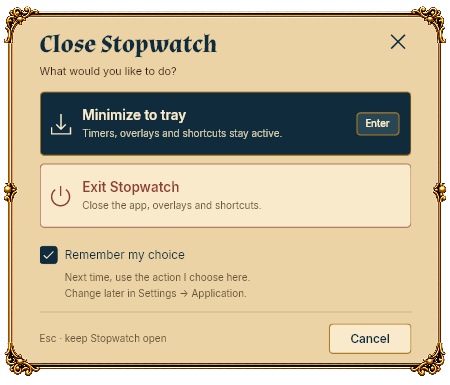 Close Stopwatch
What would you like to do?
Minimize to tray
Timers, overlays and shortcuts stay active.
Enter
Exit Stopwatch
Close the app, overlays and shortcuts.
Remember my choice
Next time, use the action I choose here.
Change later in Settings → Application.
Esc · keep Stopwatch open
Cancel